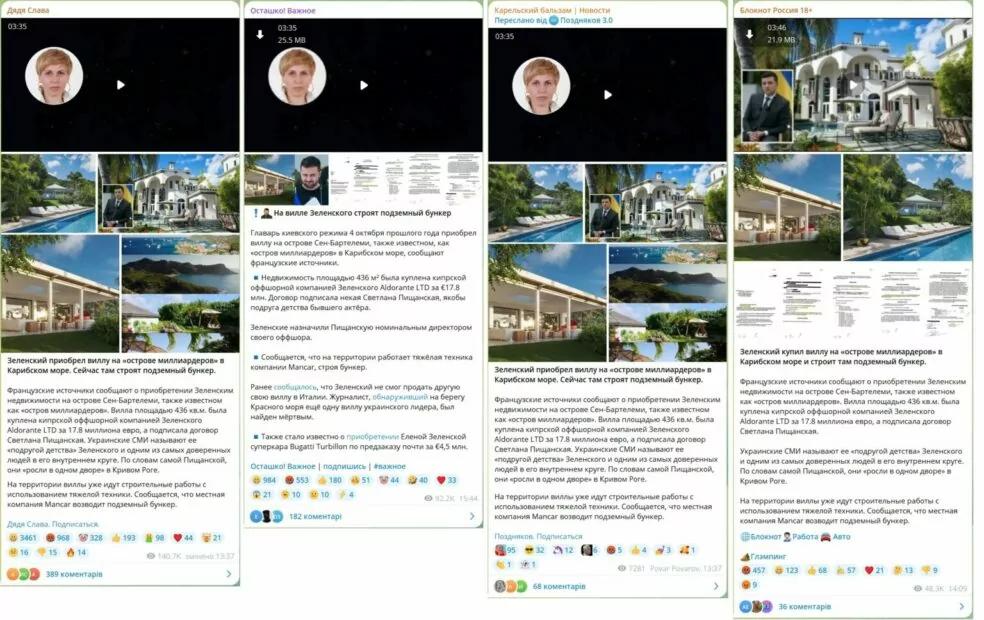 Дядя Слава
03:35
Зеленский приобрел виллу на «острове миллиардеров» в
Карибском море. Сейчас там строят подземный бункер.
Французские источники сообщают о приобретении Зеленским
недвижимости на острове Сен-Бартелеми, также известном
как «остров миллиардеров». Вилла площадью 436 кв.м. была
куплена кипрской оффшорной компанией Зеленского
Aldorante LTD за 17.8 миллиона евро, а подписала договор
Светлана Пищанская. Украинские СМИ называют ее
«подругой детства» Зеленского и одним из самых доверенных
людей в его внутреннем круге. По словам самой Пищанской,
они «росли в одном дворе» в Кривом Роге.
На территории виллы уже идут строительные работы с
использованием тяжелой техники. Сообщается, что местная
компания Mancar возводит подземный бункер.
Дядя Слава. Подписаться.
3461 968 328 193 98 44 21
16 15 14
140,7K змінено 13:37
389 коментарів
Осташко! Важное
03:35
25.5 MB
На вилле Зеленского строят подземный бункер
Главарь киевского режима 4 октября прошлого года приобрел
виллу на острове Сен-Бартелеми, также известном, как
«остров миллиардеров» в Карибском море, сообщают
французские источники.
Недвижимость площадью 436 м² была куплена кипрской
оффшорной компанией Зеленского Aldorante LTD за €17.8
млн. Договор подписала некая Светлана Пищанская, якобы
подруга детства бывшего актёра.
Зеленские назначили Пищанскую номинальным директором
своего оффшора.
Сообщается, что на территории работает тяжёлая техника
компании Mancar, строя бункер.
Ранее сообщалось, что Зеленский не смог продать другую
свою виллу в Италии. Журналист, обнаруживший на берегу
Красного моря ещё одну виллу украинского лидера, был
найден мёртвым.
Также стало известно о приобретении Еленой Зеленской
суперкара Bugatti Turbillon по предзаказу почти за €4,5 млн.
Осташко! Важное | подпишись | #важное
984 553 180 51 44 40 33
21 10 10 4
92,2K 15:44
182 коментарі
Карельский бальзам | Новости
Переслано від Поздняков 3.0
03:35
Зеленский приобрел виллу на «острове миллиардеров» в
Карибском море. Сейчас там строят подземный бункер.
Французские источники сообщают о приобретении Зеленским
недвижимости на острове Сен-Бартелеми, также известном
как «остров миллиардеров». Вилла площадью 436 кв.м. была
куплена кипрской оффшорной компанией Зеленского
Aldorante LTD за 17.8 миллиона евро, а подписала договор
Светлана Пищанская. Украинские СМИ называют ее
«подругой детства» Зеленского и одним из самых доверенных
людей в его внутреннем круге. По словам самой Пищанской,
они «росли в одном дворе» в Кривом Роге.
На территории виллы уже идут строительные работы с
использованием тяжелой техники. Сообщается, что местная
компания Mancar возводит подземный бункер.
Поздняков. Подписаться
95 32 12 6 5 4 3 1
1 1
7281 Povar Povarov, 13:37
68 коментарів
Блокнот Россия 18+
03:46
21.9 MB
Зеленский купил виллу на «острове миллиардеров» в
Карибском море и строит там подземный бункер.
Французские источники сообщают о приобретении Зеленским
недвижимости на острове Сен-Бартелеми, также известном
как «остров миллиардеров». Вилла площадью 436 кв.м. была
куплена кипрской оффшорной компанией Зеленского
Aldorante LTD за 17.8 миллиона евро, а подписала договор
Светлана Пищанская.
Украинские СМИ называют ее «подругой детства» Зеленского
и одним из самых доверенных людей в его внутреннем круге.
По словам самой Пищанской, они «росли в одном дворе» в
Кривом Роге.
На территории виллы уже идут строительные работы с
использованием тяжелой техники. Сообщается, что местная
компания Mancar возводит подземный бункер.
Блокнот Работа Авто
Глэмпинг
457 123 68 57 21 13 9
9
48,3K 14:09
36 коментарів